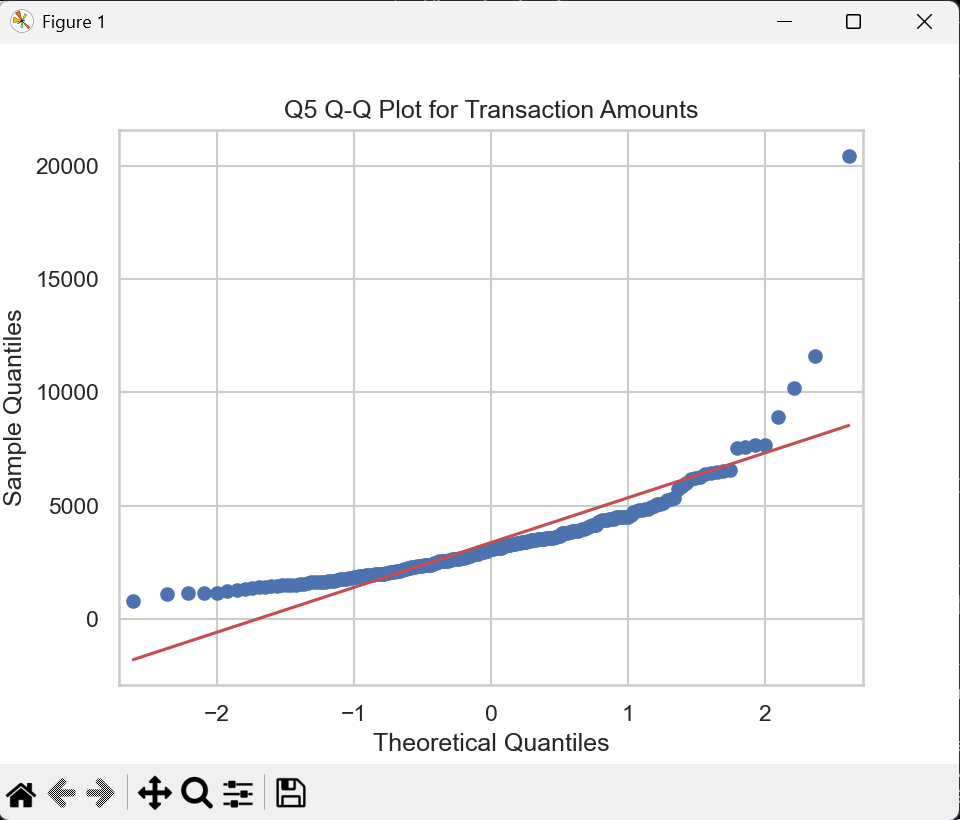 Figure 1
Q5 Q-Q Plot for Transaction Amounts
20000
15000
10000
5000
0
Sample Quantiles
−2 −1 0 1 2
Theoretical Quantiles